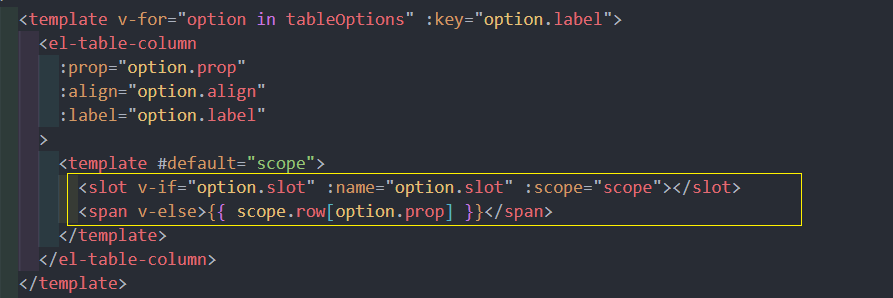 <template v-for="option in tableOptions" :key="option.label">
<el-table-column
:prop="option.prop"
:align="option.align"
:label="option.label"
>
<template #default="scope">
<slot v-if="option.slot" :name="option.slot" :scope="scope"></slot>
<span v-else>{{ scope.row[option.prop] }}</span>
</template>
</el-table-column>
</template>